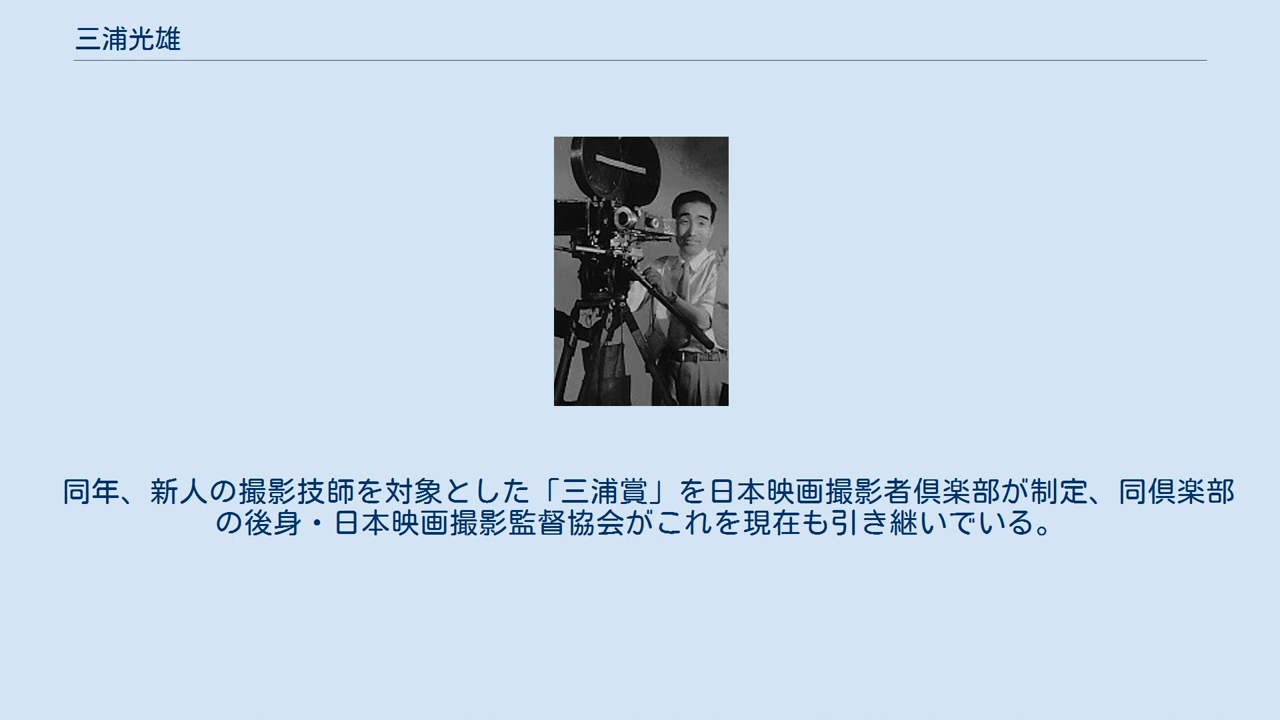 三浦光雄
同年、新人の撮影技師を対象とした「三浦賞」を日本映画撮影者倶楽部が制定、同倶楽部
の後身・日本映画撮影監督協会がこれを現在も引き継いでいる。